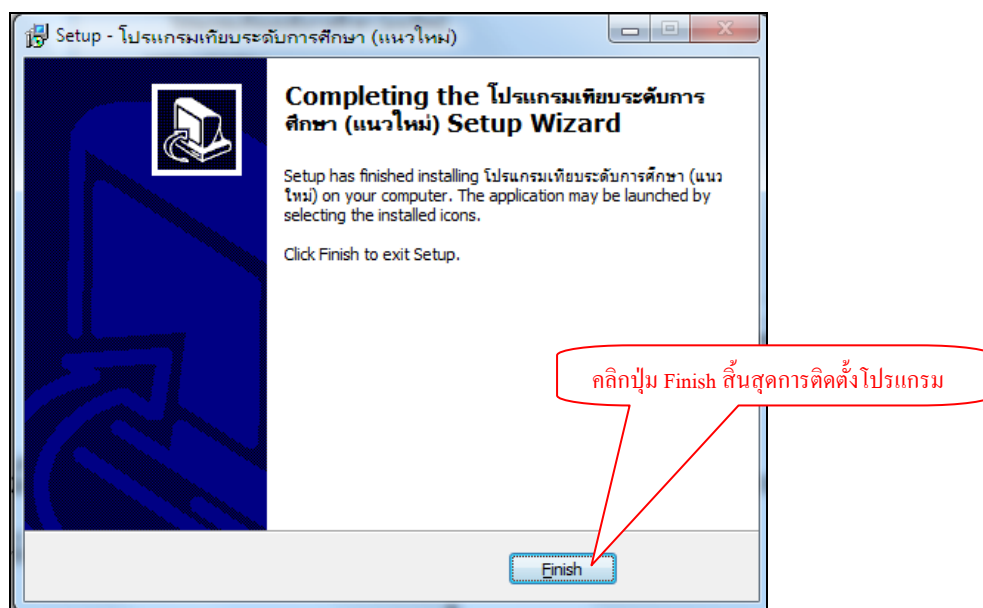 Setup - โปรแกรมเทียบระดับการศึกษา (แนวใหม่)
Completing the โปรแกรมเทียบระดับการ
ศึกษา (แนวใหม่) Setup Wizard
Setup has finished installing โปรแกรมเทียบระดับการศึกษา (แนว
ใหม่) on your computer. The application may be launched by
selecting the installed icons.
Click Finish to exit Setup.
คลิกปุ่ม Finish สิ้นสุดการติดตั้งโปรแกรม
Finish